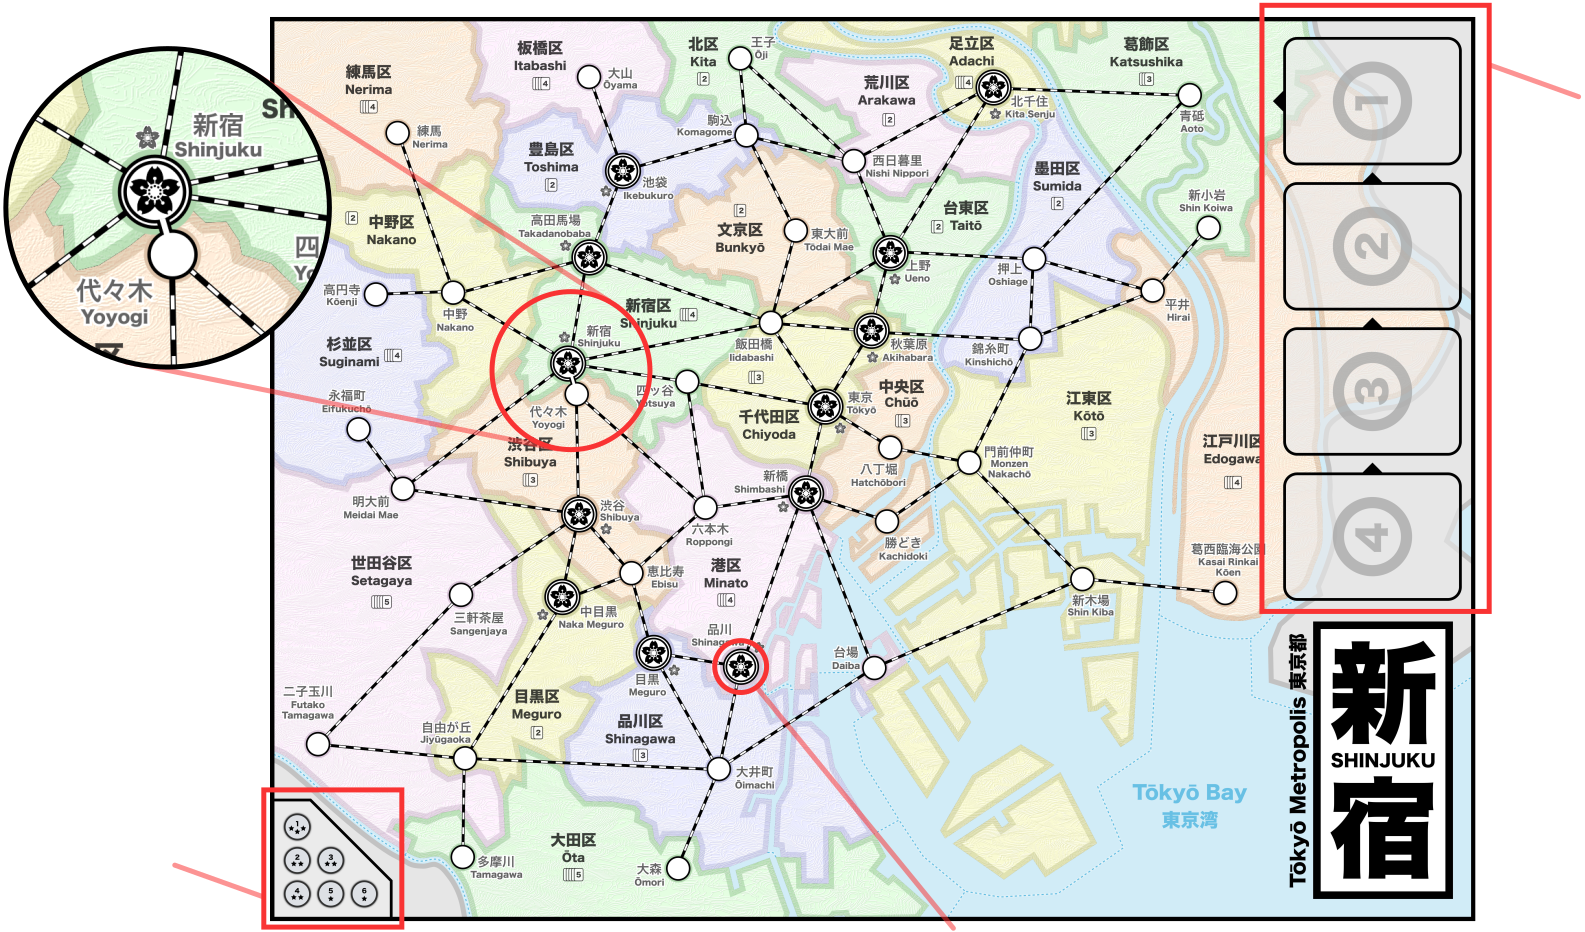 Sh
新宿
Shinjuku
四
Yo
代々木
Yoyogi
区
板橋区
Itabashi
4
大山
Ōyama
練馬区
Nerima
4
練馬
Nerima
北区
Kita
2
王子
Ōji
足立区
Adachi
4
北千住
Kita Senju
葛飾区
Katsushika
3
青砥
Aoto
荒川区
Arakawa
2
駒込
Komagome
西日暮里
Nishi Nippori
豊島区
Toshima
2
池袋
Ikebukuro
墨田区
Sumida
2
新小岩
Shin Koiwa
2
中野区
Nakano
高田馬場
Takadanobaba
2
文京区
Bunkyō
東大前
Tōdai Mae
台東区
2
Taitō
上野
Ueno
押上
Oshiage
平井
Hirai
高円寺
Kōenji
中野
Nakano
新宿区
Shinjuku
4
新宿
Shinjuku
飯田橋
Iidabashi
3
秋葉原
Akihabara
錦糸町
Kinshichō
杉並区
Suginami
4
永福町
Eifukuchō
代々木
Yoyogi
四ッ谷
Yotsuya
千代田区
Chiyoda
東京
Tōkyō
中央区
Chūō
3
江東区
Kōtō
3
渋谷区
Shibuya
3
新橋
Shimbashi
八丁堀
Hatchōbori
門前仲町
Monzen
Nakachō
江戸川区
Edogawa
4
明大前
Meidai Mae
渋谷
Shibuya
六本木
Roppongi
勝どき
Kachidoki
葛西臨海公園
Kasai Rinkai
Kōen
世田谷区
Setagaya
5
三軒茶屋
Sangenjaya
恵比寿
Ebisu
港区
Minato
4
中目黒
Naka Meguro
新木場
Shin Kiba
品川
Shinagawa
目黒
Meguro
台場
Daiba
二子玉川
Futako
Tamagawa
自由が丘
Jiyūgaoka
目黒区
Meguro
2
品川区
Shinagawa
3
大井町
Ōimachi
大田区
Ōta
5
多摩川
Tamagawa
大森
Ōmori
Tōkyō Bay
東京湾
1
2
3
4
1
2
3
4
5
6
Tōkyō Metropolis 東京都
新
SHINJUKU
宿